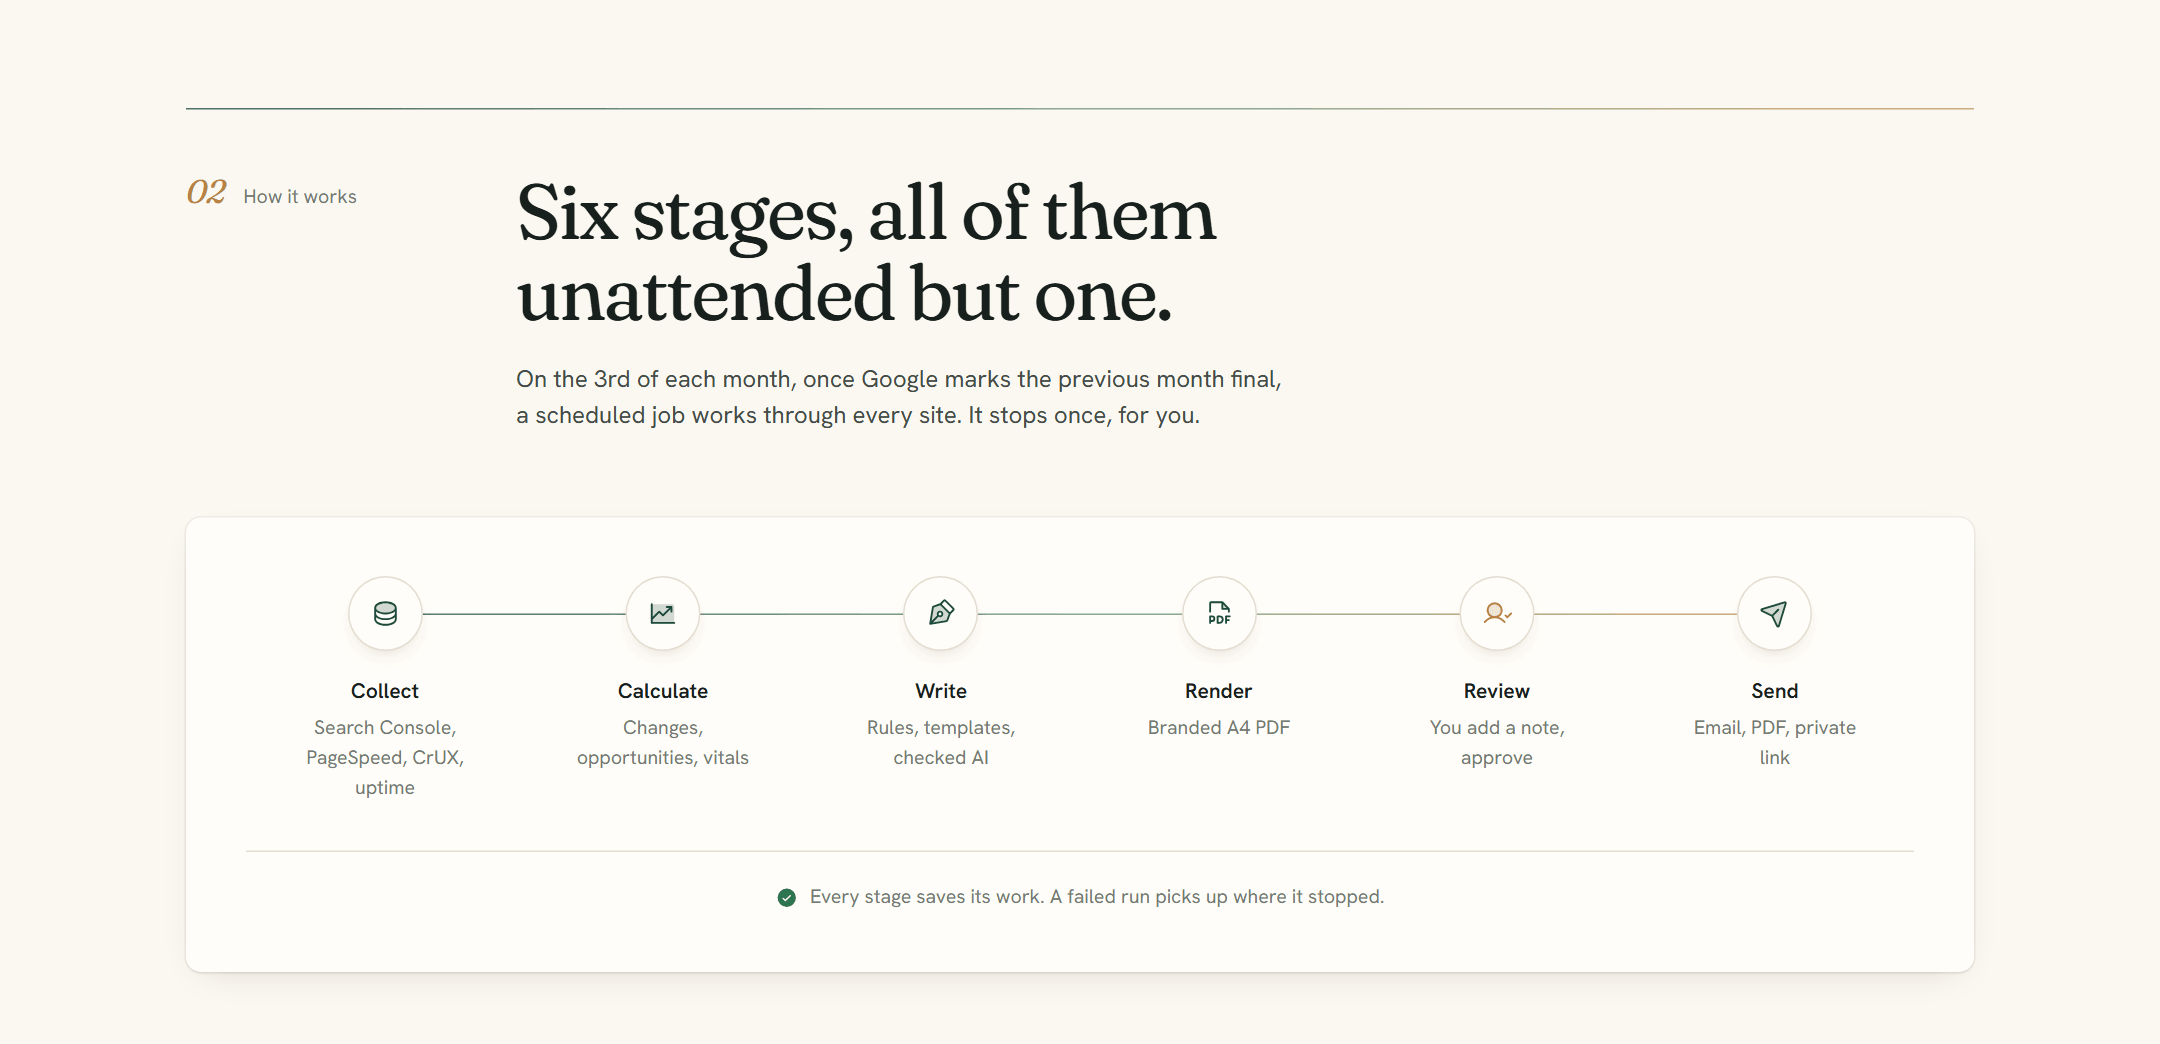 02 How it works
Six stages, all of them
unattended but one.
On the 3rd of each month, once Google marks the previous month final,
a scheduled job works through every site. It stops once, for you.
PDF
Collect
Search Console,
PageSpeed, CrUX,
uptime
Calculate
Changes,
opportunities, vitals
Write
Rules, templates,
checked AI
Render
Branded A4 PDF
Review
You add a note,
approve
Send
Email, PDF, private
link
Every stage saves its work. A failed run picks up where it stopped.